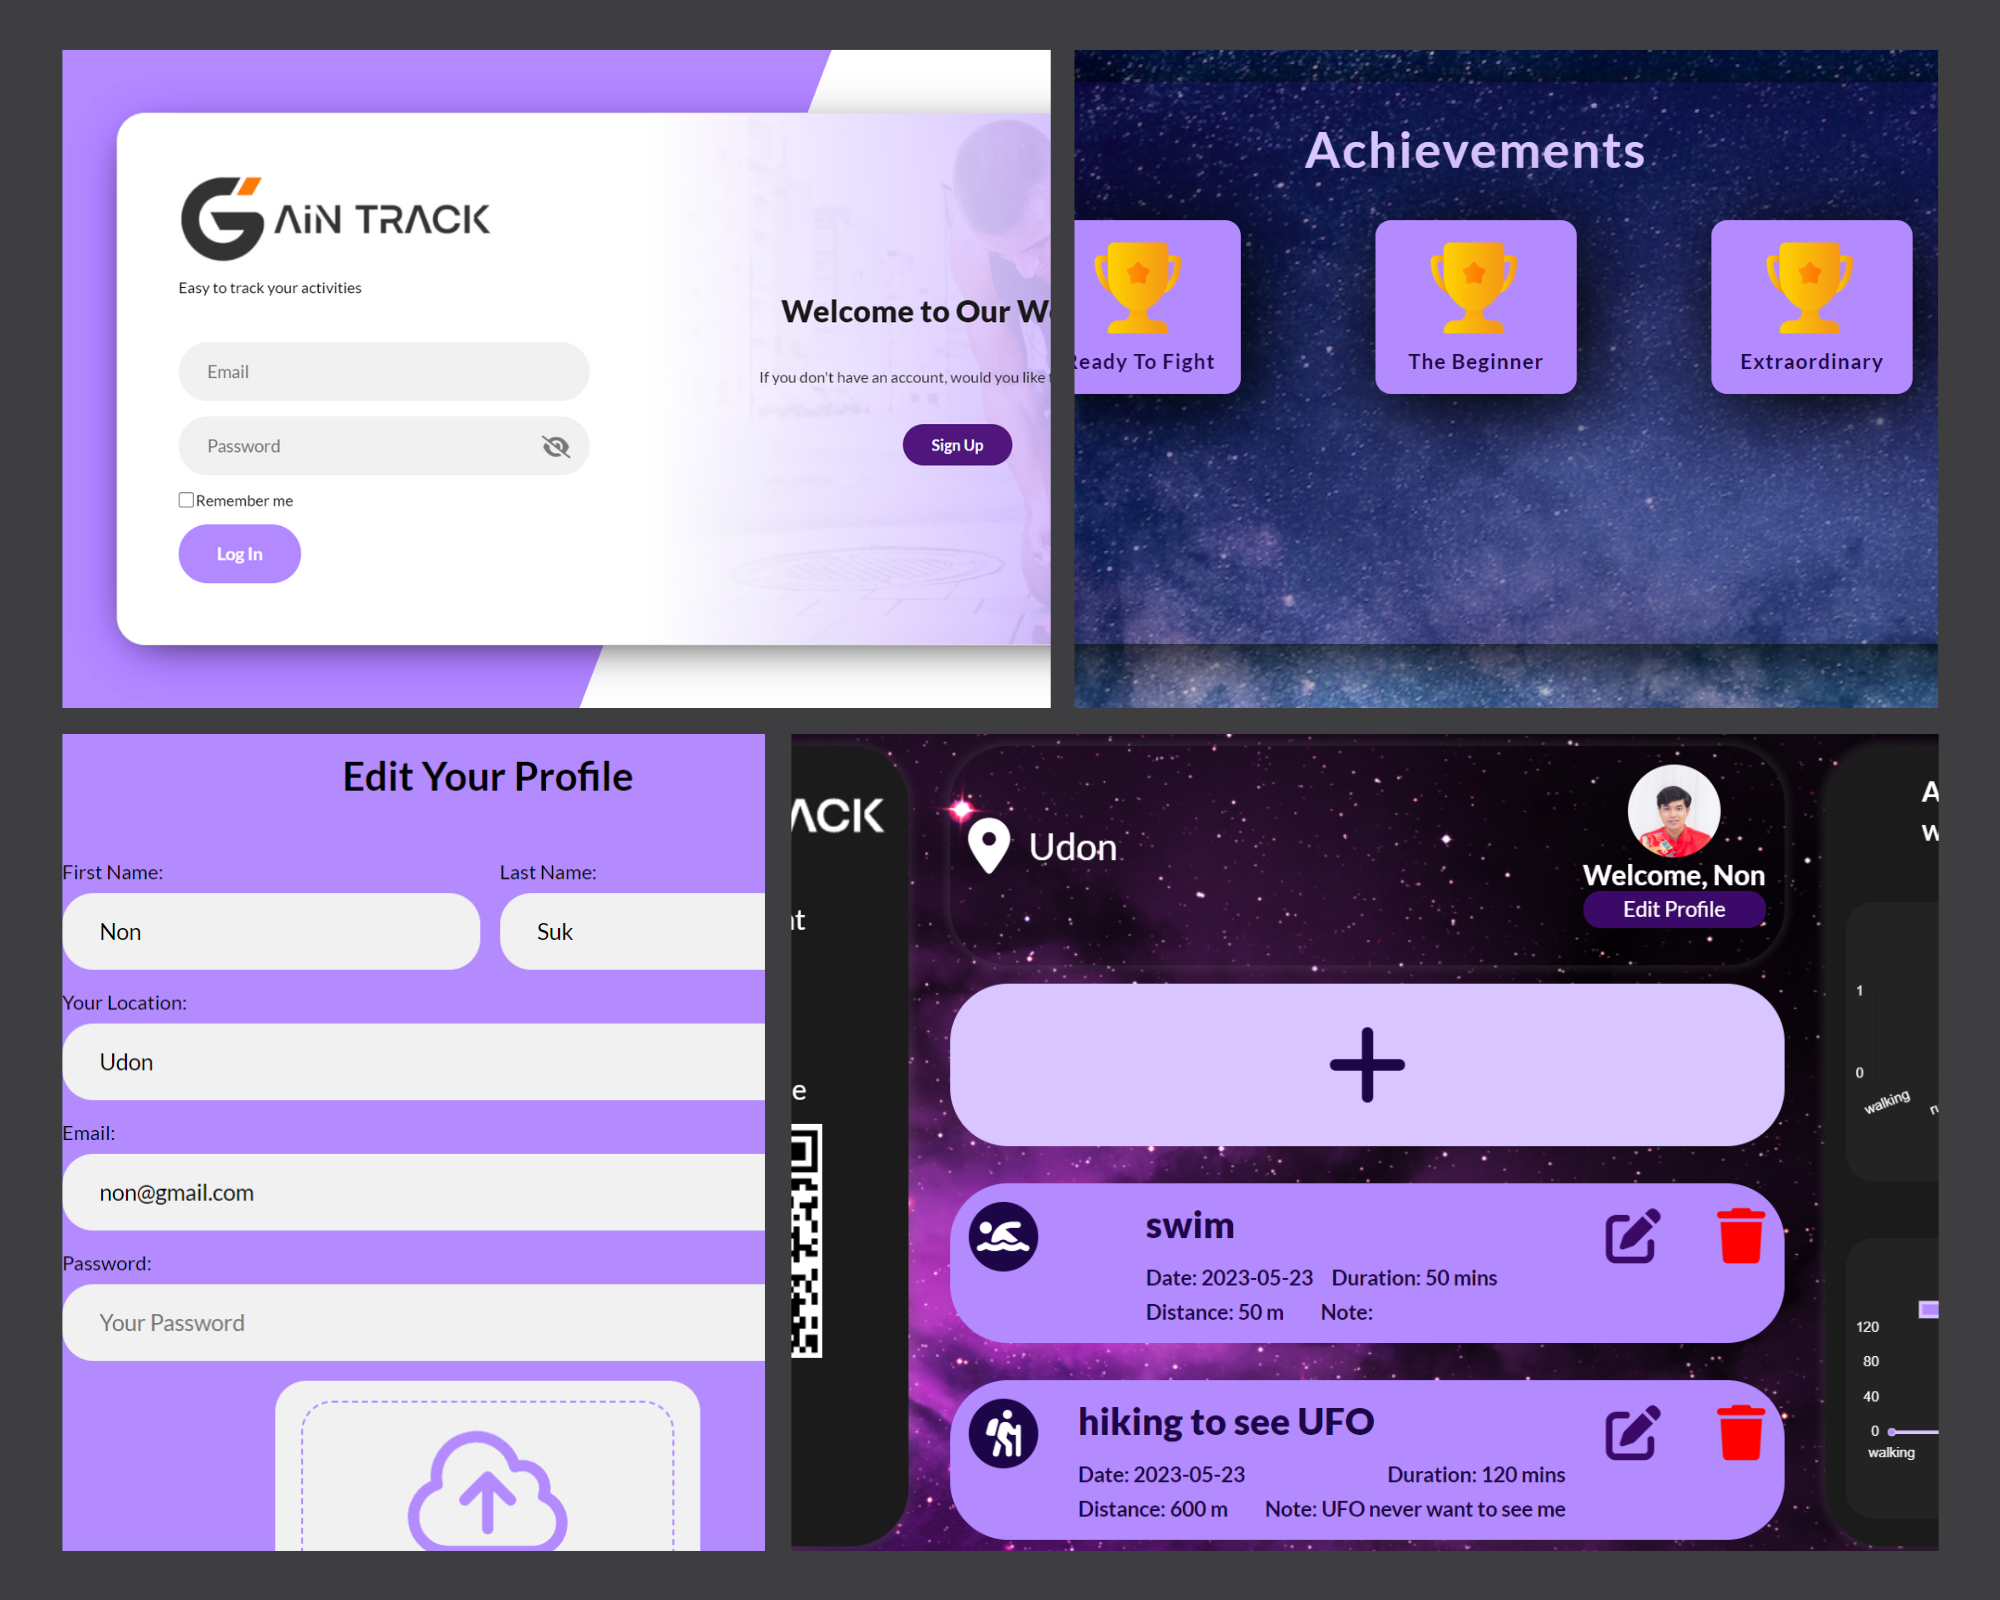 GAiN TRACK
Easy to track your activities
Email
Password
Remember me
Log In
Welcome to Our W
If you don't have an account, would you like
Sign Up
Achievements
Ready To Fight
The Beginner
Extraordinary
Edit Your Profile
First Name:
Last Name:
Non
Suk
Your Location:
Udon
Email:
non@gmail.com
Password:
Your Password
ACK
nt
e
Udon
Welcome, Non
Edit Profile
swim
Date: 2023-05-23 Duration: 50 mins
Distance: 50 m Note:
hiking to see UFO
Date: 2023-05-23 Duration: 120 mins
Distance: 600 m Note: UFO never want to see me
A
w
1
0
walking
120
80
40
0
walking